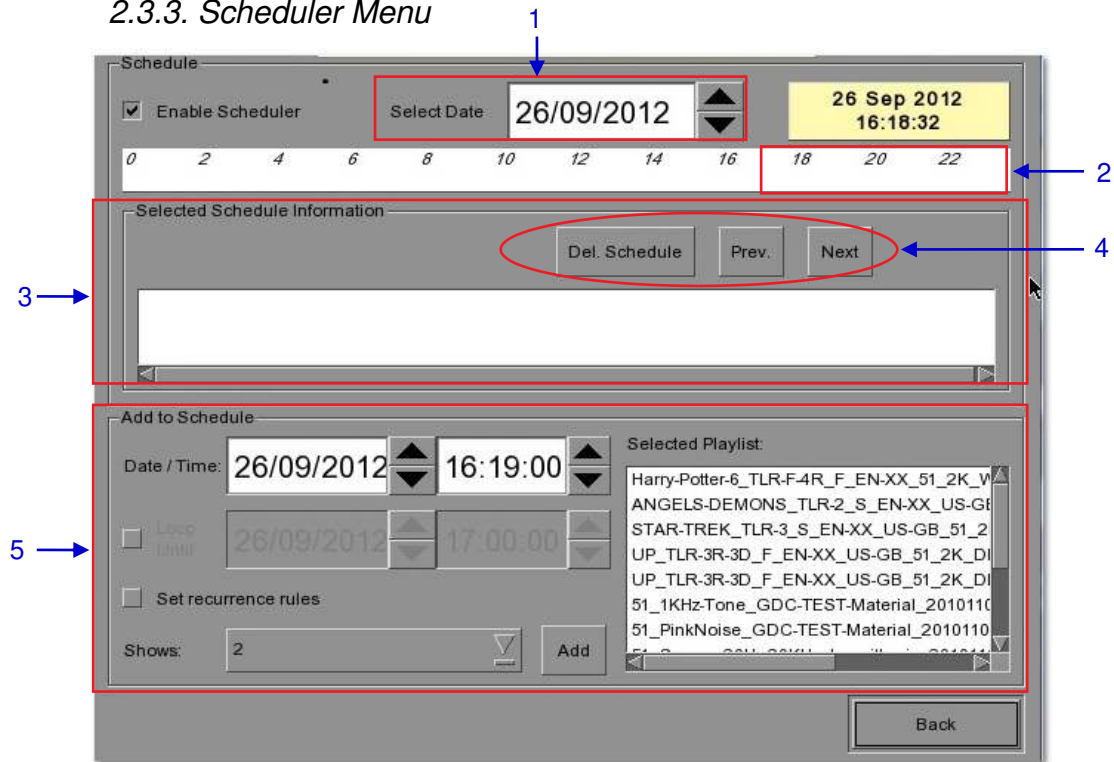 2.3.3. Scheduler Menu
1
Schedule
Enable Scheduler
Select Date
26/09/2012
26 Sep 2012
16:18:32
0 2 4 6 8 10 12 14 16 18 20 22
2
Selected Schedule Information
Del. Schedule
Prev.
Next
4
3
Add to Schedule
Date / Time:
26/09/2012
16:19:00
Selected Playlist:
Harry-Potter-6_TLR-F-4R_F_EN-XX_51_2K_W
ANGELS-DEMONS_TLR-2_S_EN-XX_US-GB
STAR-TREK_TLR-3_S_EN-XX_US-GB_51_2
UP_TLR-3R-3D_F_EN-XX_US-GB_51_2K_DI
UP_TLR-3R-3D_F_EN-XX_US-GB_51_2K_DI
51_1KHz-Tone_GDC-TEST-Material_2010110
51_PinkNoise_GDC-TEST-Material_2010110
Loop
Until
26/09/2012
17:00:00
5
Set recurrence rules
Shows:
2
Add
Back